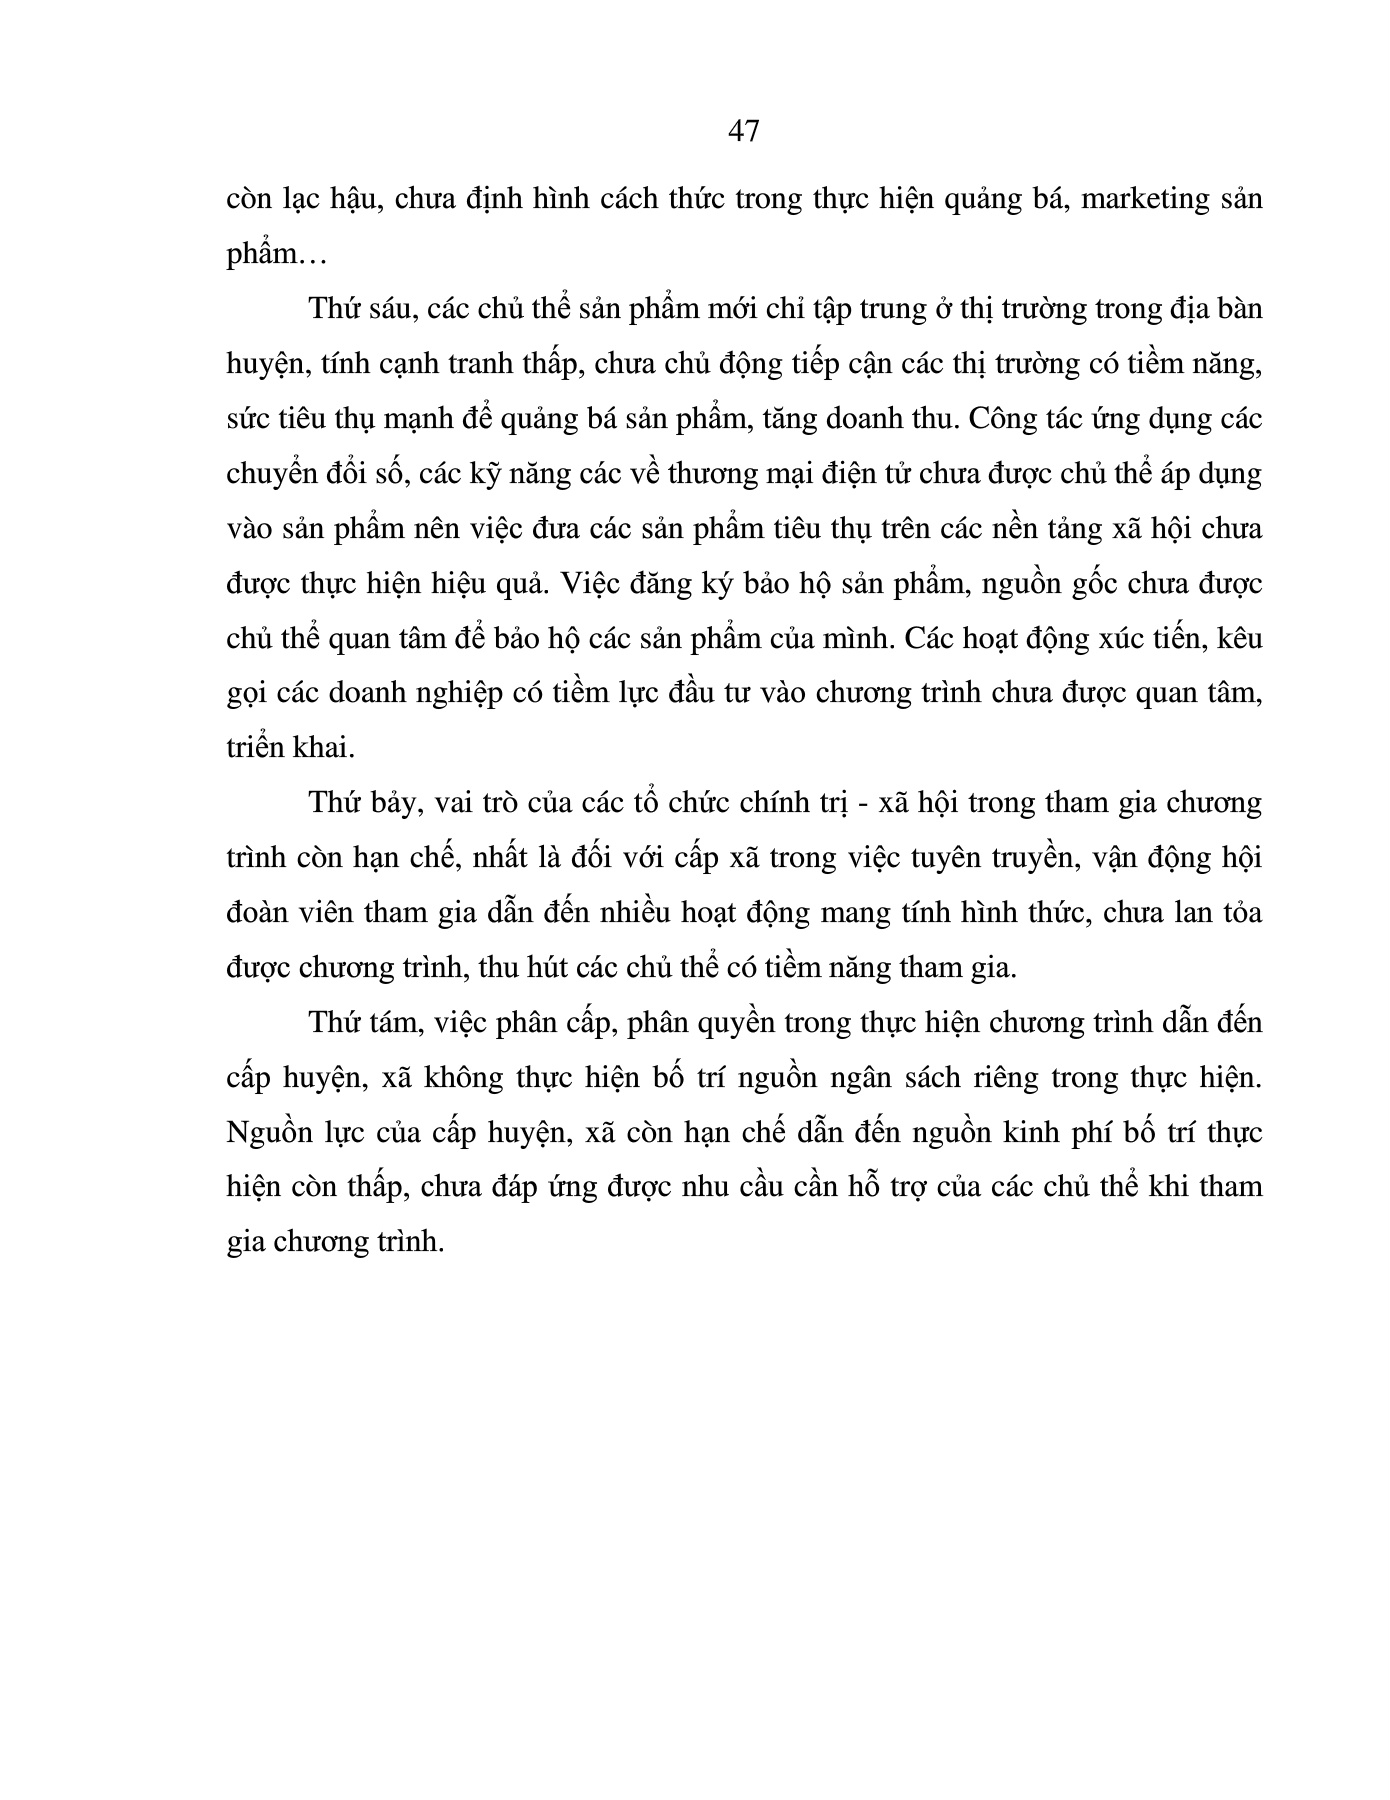 47
còn lạc hậu, chưa định hình cách thức trong thực hiện quảng bá, marketing sản
phẩm…
Thứ sáu, các chủ thể sản phẩm mới chỉ tập trung ở thị trường trong địa bàn
huyện, tính cạnh tranh thấp, chưa chủ động tiếp cận các thị trường có tiềm năng,
sức tiêu thụ mạnh để quảng bá sản phẩm, tăng doanh thu. Công tác ứng dụng các
chuyển đổi số, các kỹ năng các về thương mại điện tử chưa được chủ thể áp dụng
vào sản phẩm nên việc đưa các sản phẩm tiêu thụ trên các nền tảng xã hội chưa
được thực hiện hiệu quả. Việc đăng ký bảo hộ sản phẩm, nguồn gốc chưa được
chủ thể quan tâm để bảo hộ các sản phẩm của mình. Các hoạt động xúc tiến, kêu
gọi các doanh nghiệp có tiềm lực đầu tư vào chương trình chưa được quan tâm,
triển khai.
Thứ bảy, vai trò của các tổ chức chính trị - xã hội trong tham gia chương
trình còn hạn chế, nhất là đối với cấp xã trong việc tuyên truyền, vận động hội
đoàn viên tham gia dẫn đến nhiều hoạt động mang tính hình thức, chưa lan tỏa
được chương trình, thu hút các chủ thể có tiềm năng tham gia.
Thứ tám, việc phân cấp, phân quyền trong thực hiện chương trình dẫn đến
cấp huyện, xã không thực hiện bố trí nguồn ngân sách riêng trong thực hiện.
Nguồn lực của cấp huyện, xã còn hạn chế dẫn đến nguồn kinh phí bố trí thực
hiện còn thấp, chưa đáp ứng được nhu cầu cần hỗ trợ của các chủ thể khi tham
gia chương trình.